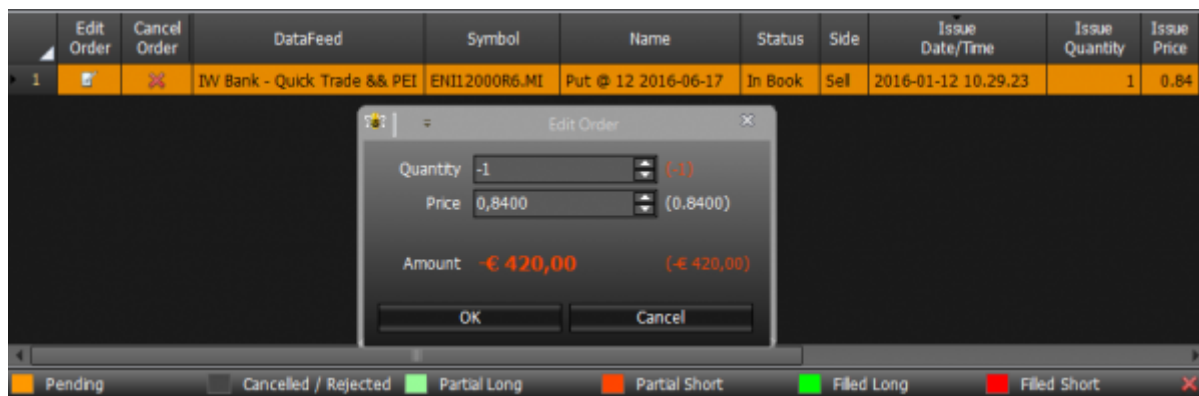 Edit Order Cancel Order DataFeed Symbol Name Status Side Issue Date/Time Issue Quantity Issue Price
1 IW Bank - Quick Trade && PEI ENI12000R6.MI Put @ 12 2016-06-17 In Book Sell 2016-01-12 10.29.23 1 0.84
Edit Order
Quantity -1 (-1)
Price 0,8400 (0.8400)
Amount -€ 420,00 (-€ 420,00)
OK Cancel
Pending Cancelled / Rejected Partial Long Partial Short Filled Long Filled Short